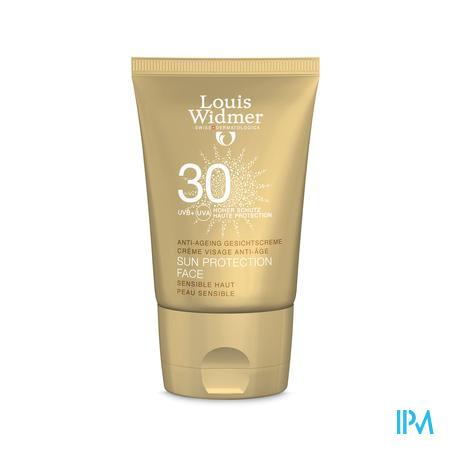 Louis
Widmer
SWISS DERMATOLOGICA
30
UVB+ UVA
HOHER SCHUTZ
HAUTE PROTECTION
ANTI-AGEING GESICHTSCREME
CRÈME VISAGE ANTI-ÂGE
SUN PROTECTION
FACE
SENSIBLE HAUT
PEAU SENSIBLE
IPM